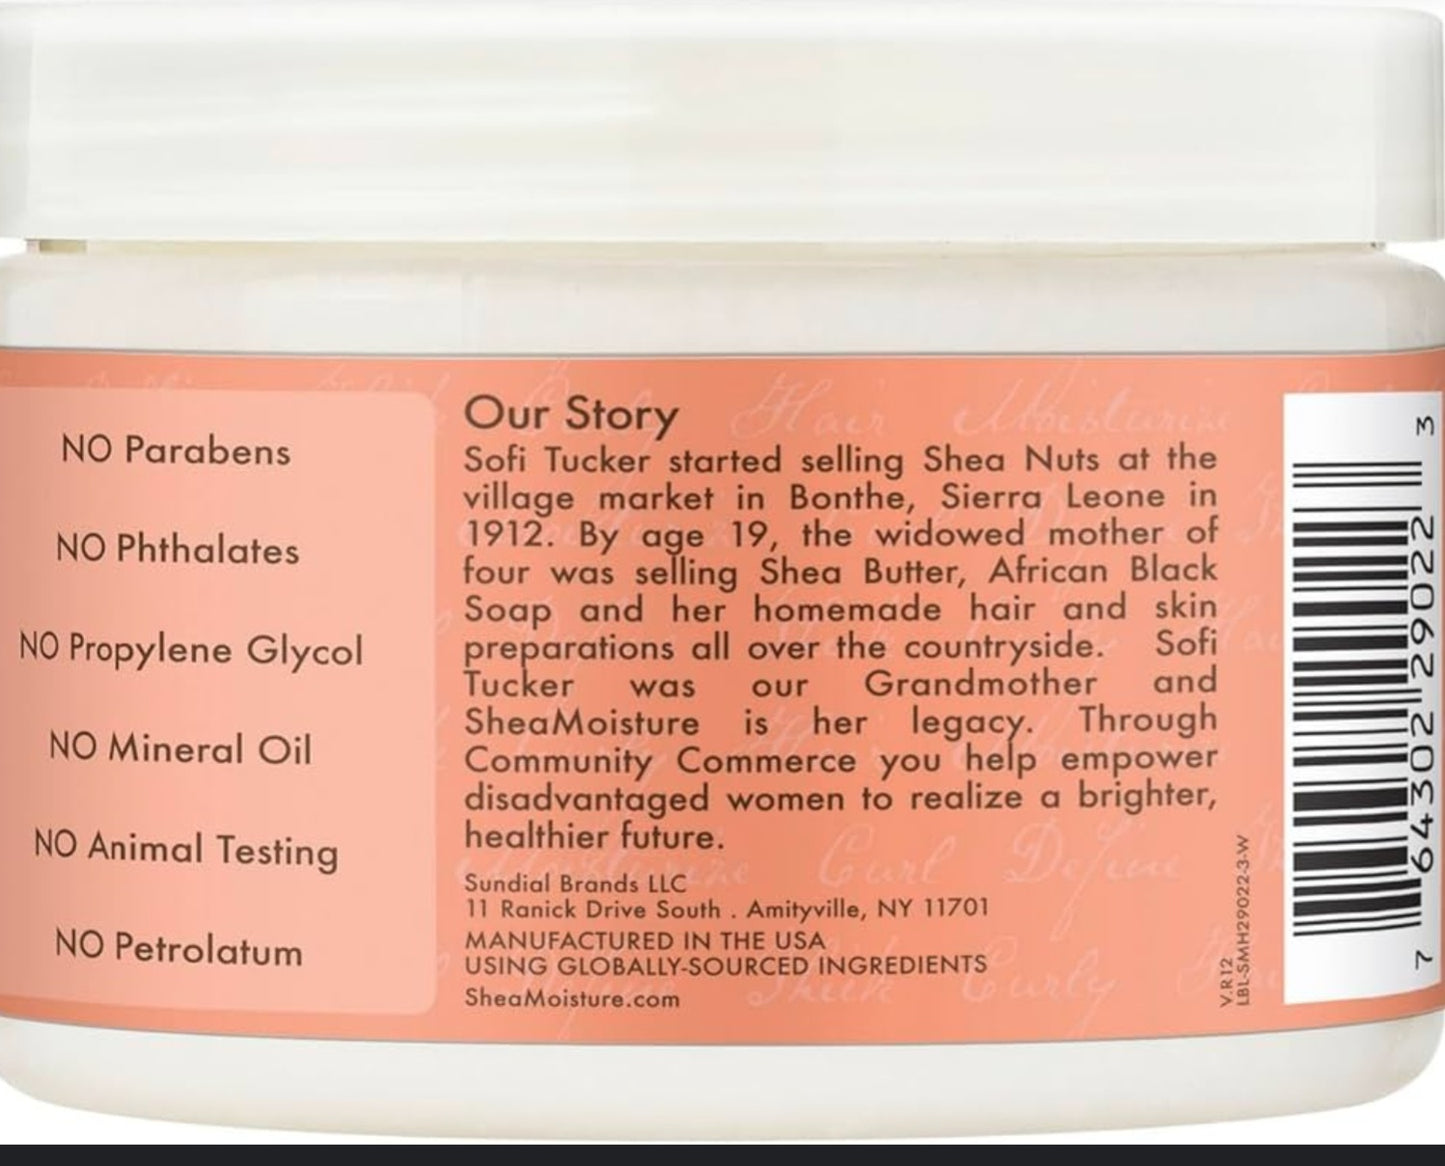 NO Parabens
NO Phthalates
NO Propylene Glycol
NO Mineral Oil
NO Animal Testing
NO Petrolatum
Our Story
Sofi Tucker started selling Shea Nuts at the
village market in Bonthe, Sierra Leone in
1912. By age 19, the widowed mother of
four was selling Shea Butter, African Black
Soap and her homemade hair and skin
preparations all over the countryside. Sofi
Tucker was our Grandmother and
SheaMoisture is her legacy. Through
Community Commerce you help empower
disadvantaged women to realize a brighter,
healthier future.
Sundial Brands LLC
11 Ranick Drive South . Amityville, NY 11701
MANUFACTURED IN THE USA
USING GLOBALLY-SOURCED INGREDIENTS
SheaMoisture.com
V.R12
LBL-SMH29022-3-W
7 64302 29022 3
Hair Moisturize
Curl Define
Curly